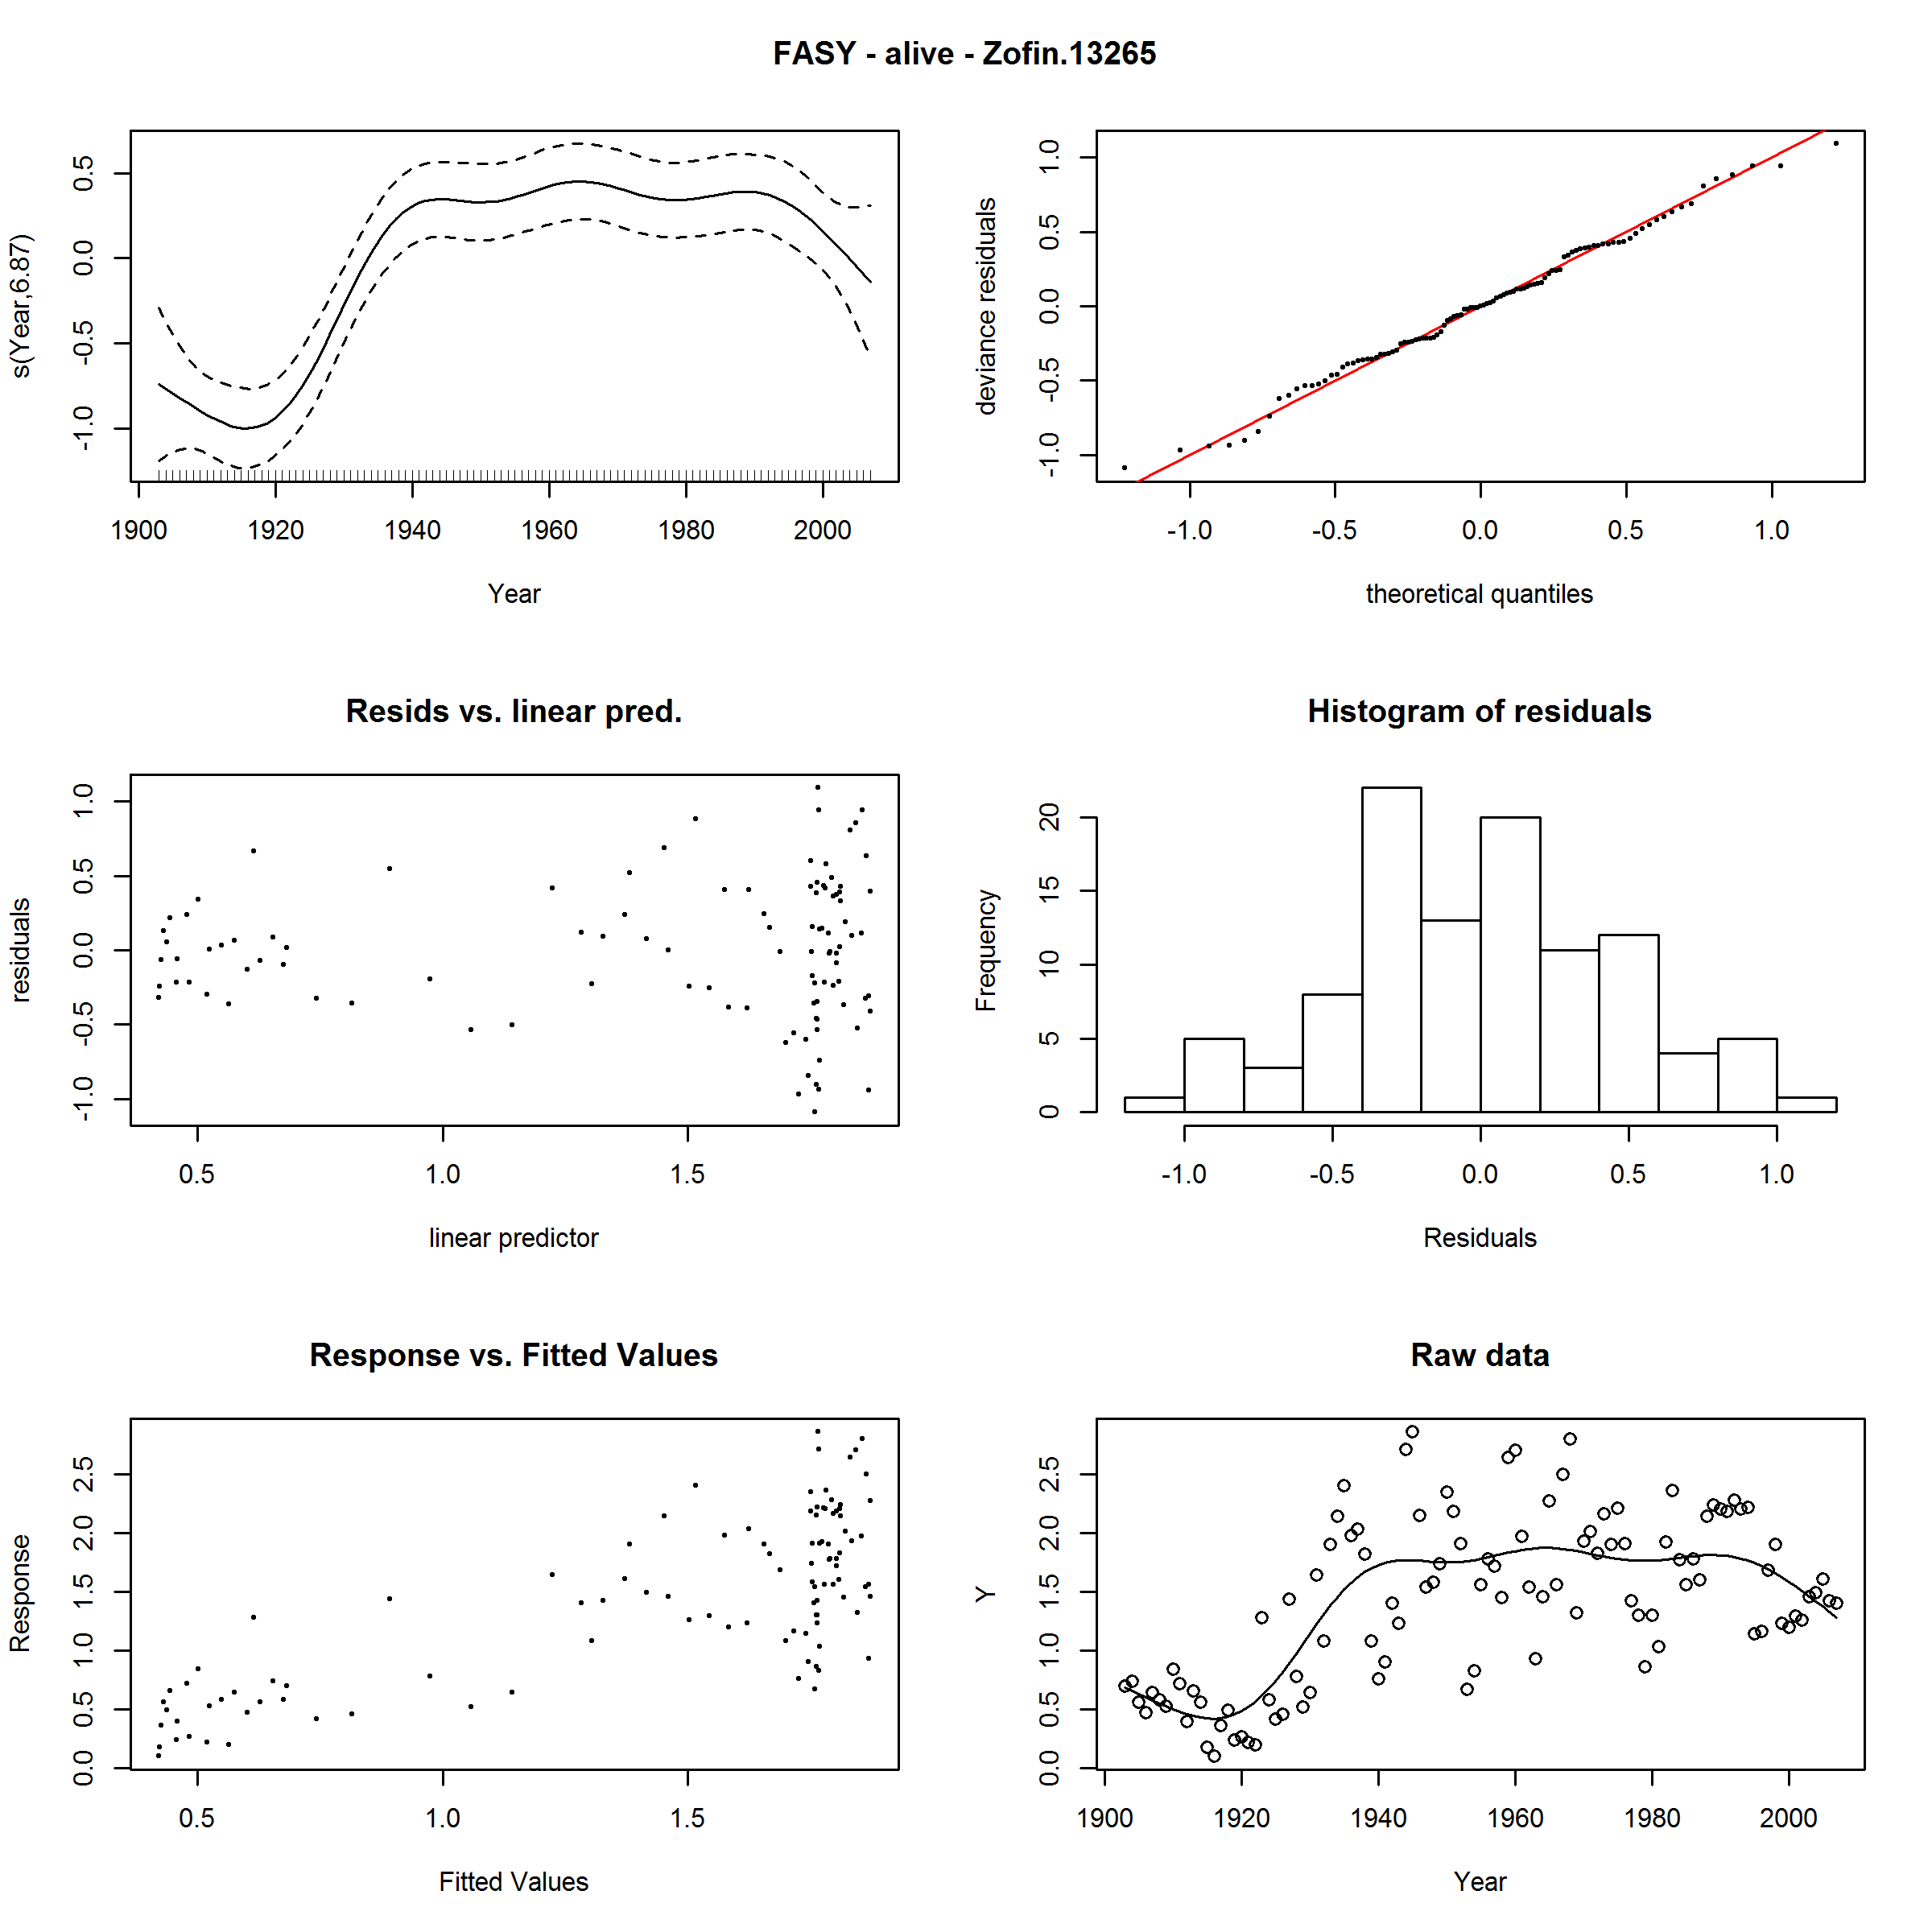 FASY - alive - Zofin.13265
s(Year,6.87)
-1.0 -0.5 0.0 0.5
1900 1920 1940 1960 1980 2000
Year
deviance residuals
-1.0 -0.5 0.0 0.5 1.0
-1.0 -0.5 0.0 0.5 1.0
theoretical quantiles
Resids vs. linear pred.
residuals
-1.0 -0.5 0.0 0.5 1.0
0.5 1.0 1.5
linear predictor
Histogram of residuals
Frequency
0 5 10 15 20
-1.0 -0.5 0.0 0.5 1.0
Residuals
Response vs. Fitted Values
Response
0.0 0.5 1.0 1.5 2.0 2.5
0.5 1.0 1.5
Fitted Values
Raw data
Y
0.0 0.5 1.0 1.5 2.0 2.5
1900 1920 1940 1960 1980 2000
Year